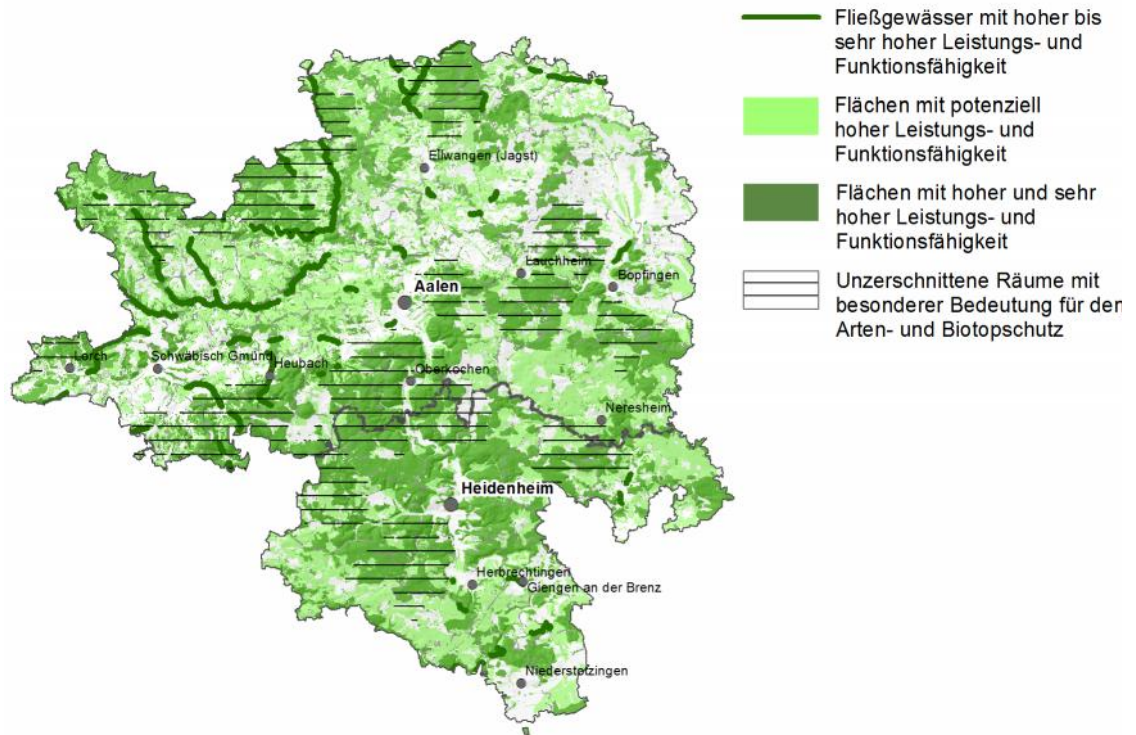 Fließgewässer mit hoher bis
sehr hoher Leistungs- und
Funktionsfähigkeit
Flächen mit potenziell
hoher Leistungs- und
Funktionsfähigkeit
Flächen mit hoher und sehr
hoher Leistungs- und
Funktionsfähigkeit
Unzerschnittene Räume mit
besonderer Bedeutung für den
Arten- und Biotopschutz
Ellwangen (Jagst)
Lauchheim
Bopfingen
Aalen
Lorch
Schwäbisch Gmünd
Heubach
Oberkochen
Neresheim
Heidenheim
Herbrechtingen
Giengen an der Brenz
Niederstotzingen